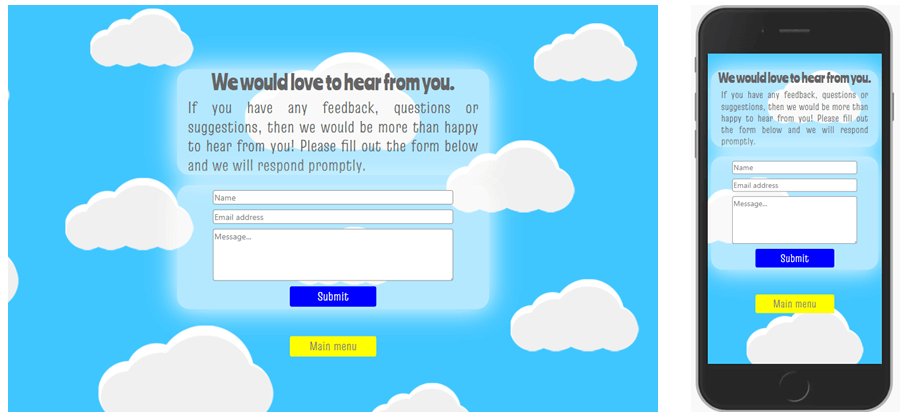 We would love to hear from you.
If you have any feedback, questions or
suggestions, then we would be more than happy
to hear from you! Please fill out the form below
and we will respond promptly.
Name
Email address
Message...
Submit
Main menu
We would love to hear from you.
If you have any feedback, questions or
suggestions, then we would be more than
happy to hear from you! Please fill out
the form below and we will respond
promptly.
Name
Email address
Message...
Submit
Main menu